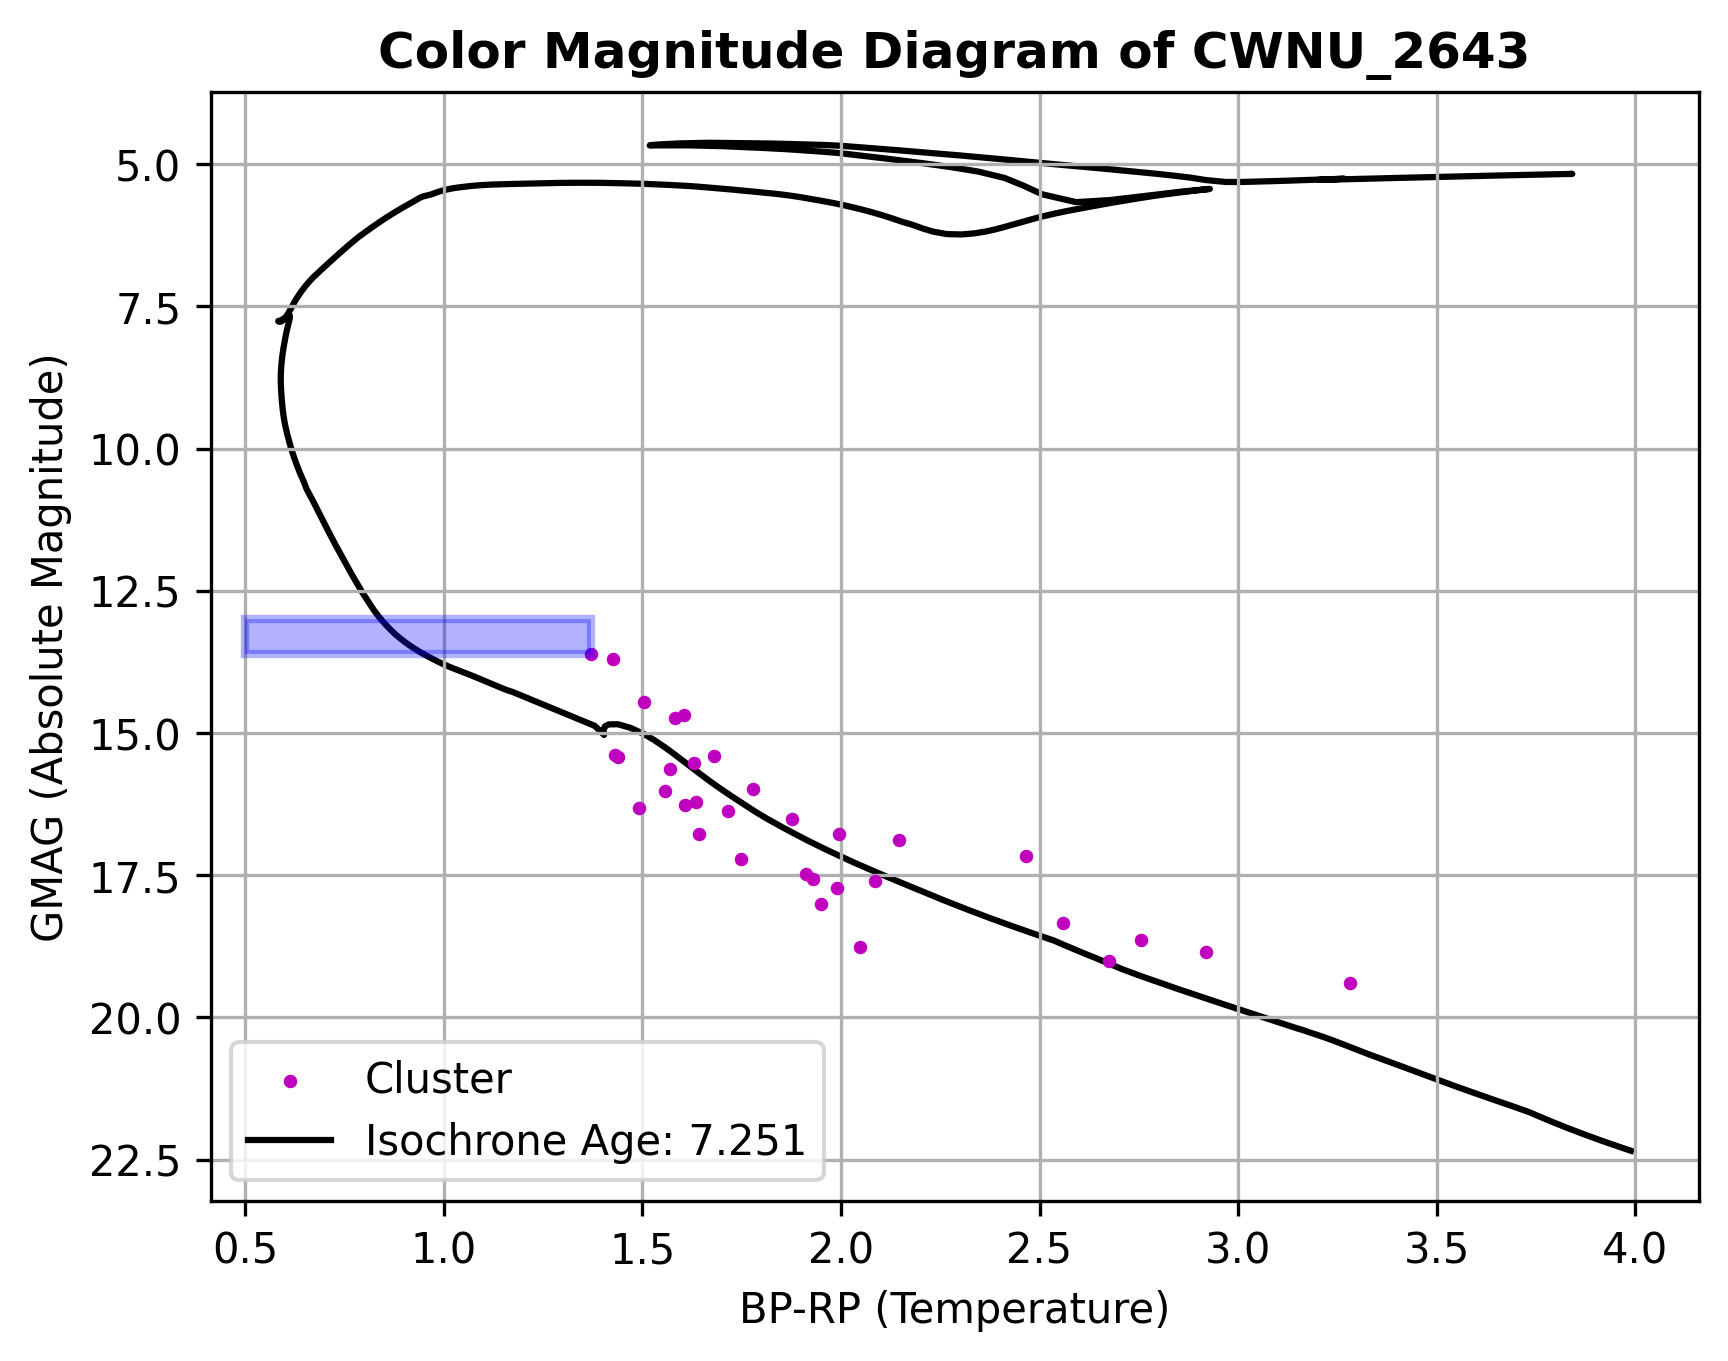 Color Magnitude Diagram of CWNU_2643
GMAG (Absolute Magnitude)
5.0
7.5
10.0
12.5
15.0
17.5
20.0
22.5
Cluster
Isochrone Age: 7.251
0.5 1.0 1.5 2.0 2.5 3.0 3.5 4.0
BP-RP (Temperature)